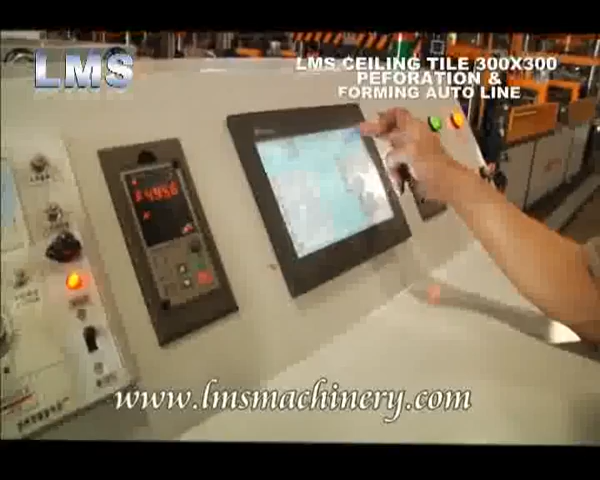 LMS
LMS CEILING TILE 300X300
PEFORATION &
FORMING AUTO LINE
www.lmsmachinery.com